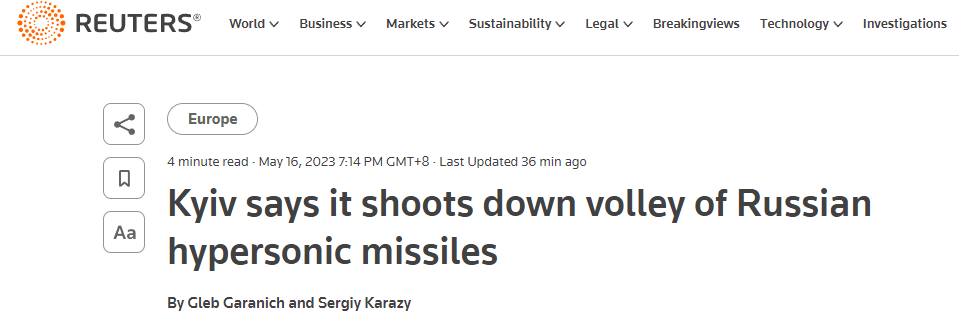 REUTERS®
World Business Markets Sustainability Legal Breakingviews Technology Investigations
Europe
4 minute read · May 16, 2023 7:14 PM GMT+8 · Last Updated 36 min ago
Kyiv says it shoots down volley of Russian
hypersonic missiles
Aa
By Gleb Garanich and Sergiy Karazy